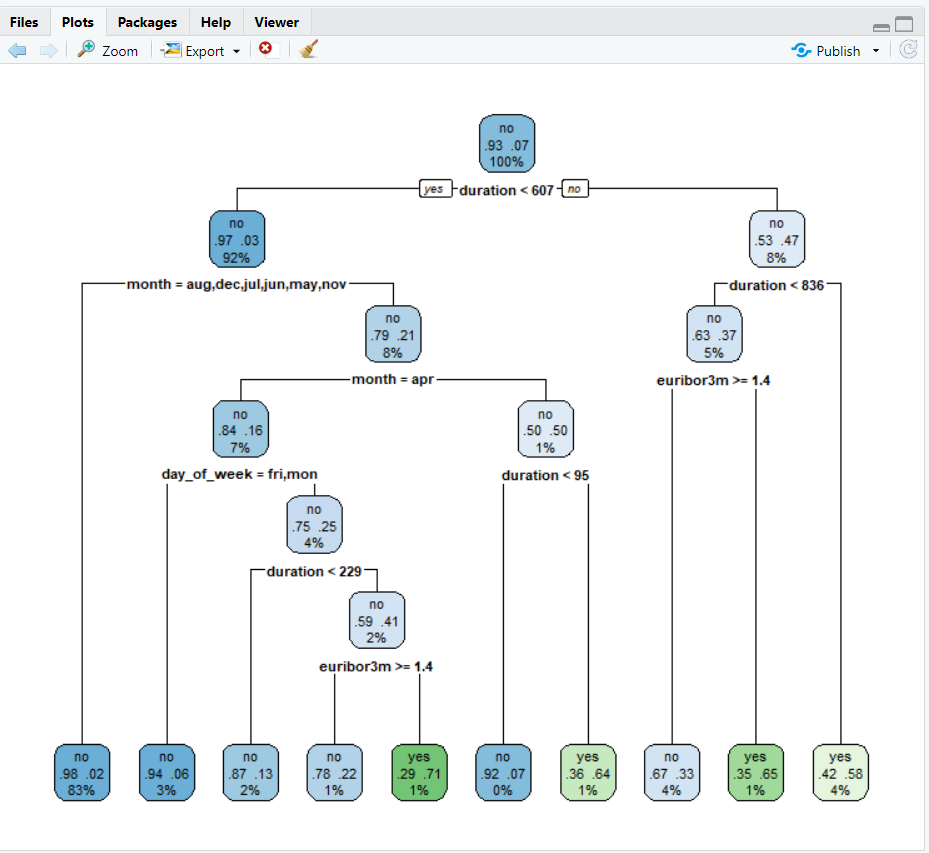 Files Plots Packages Help Viewer
Zoom Export Publish
no
.93 .07
100%
yes duration < 607 no
no
.97 .03
92%
no
.53 .47
8%
month = aug,dec,jul,jun,may,nov
duration < 836
no
.79 .21
8%
no
.63 .37
5%
month = apr
euribor3m >= 1.4
no
.84 .16
7%
no
.50 .50
1%
day_of_week = fri,mon
duration < 95
no
.75 .25
4%
duration < 229
no
.59 .41
2%
euribor3m >= 1.4
no
.98 .02
83%
no
.94 .06
3%
no
.87 .13
2%
no
.78 .22
1%
yes
.29 .71
1%
no
.92 .07
0%
yes
.36 .64
1%
no
.67 .33
4%
yes
.35 .65
1%
yes
.42 .58
4%